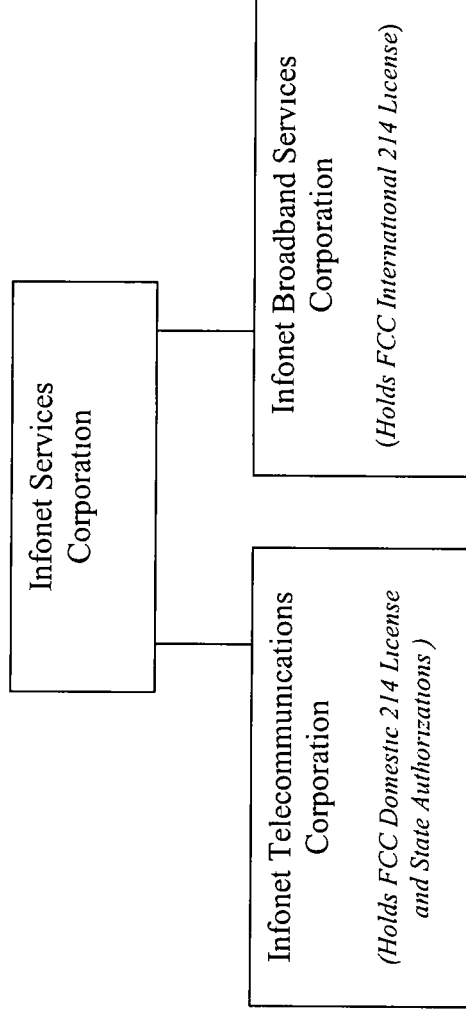 Infonet Services
Corporation
Infonet Telecommunications
Corporation
(Holds FCC Domestic 214 License
and State Authorizations )
Infonet Broadband Services
Corporation
(Holds FCC International 214 License)